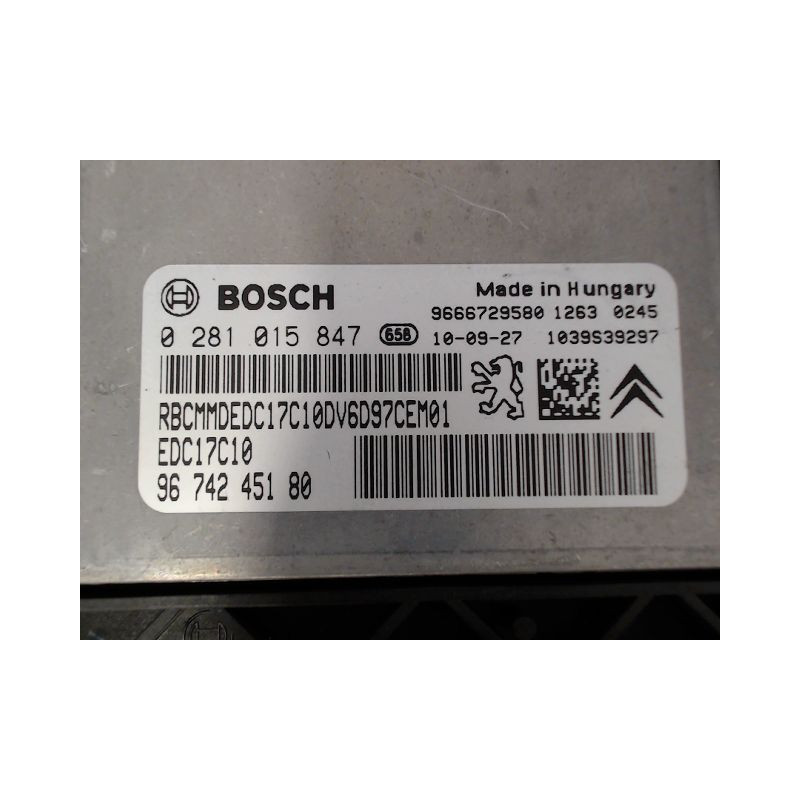 BOSCH
Made in Hungary
9666729580 1263 0245
0 281 015 847 656 10-09-27 1039S39297
RBCMMDEDC17C10DV6D97CEM01
EDC17C10
96 742 451 80